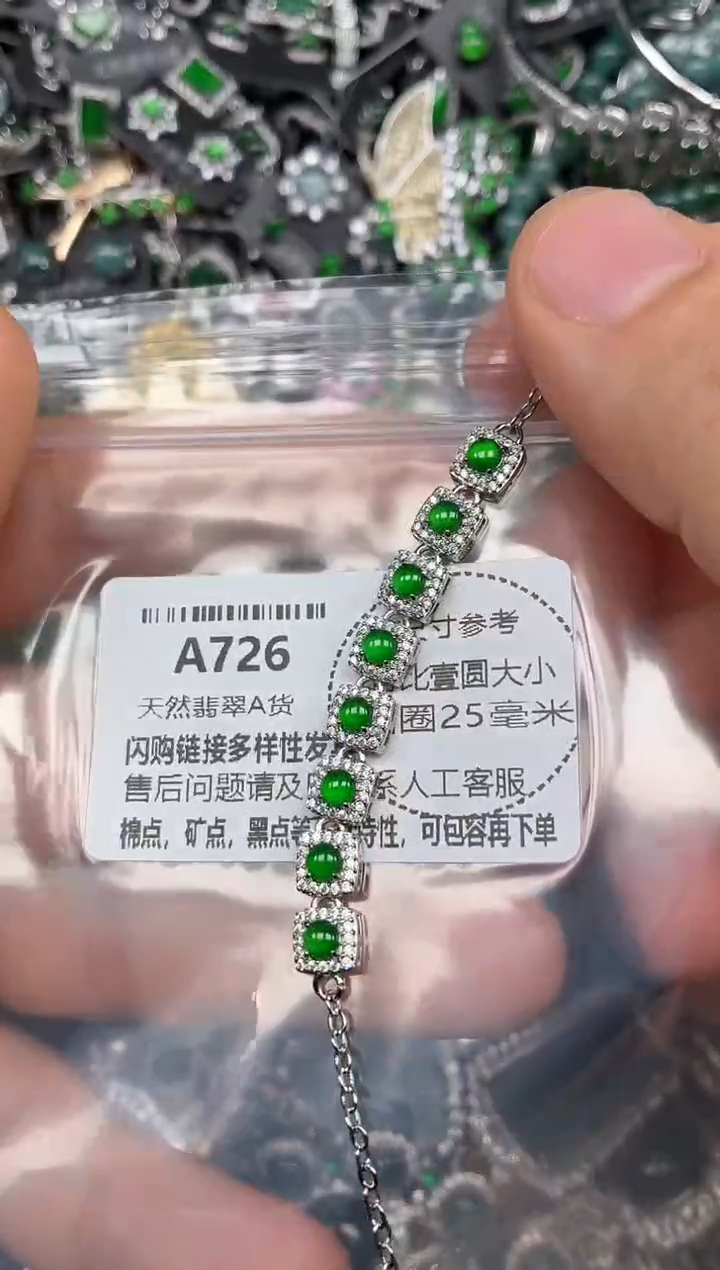 A726
天然翡翠A货
闪购链接多样性发
售后问题请及 系人工客服
棉点，矿点，黑点等 特性，可包容再下单
寸参考
比壹圆大小
圈25毫米